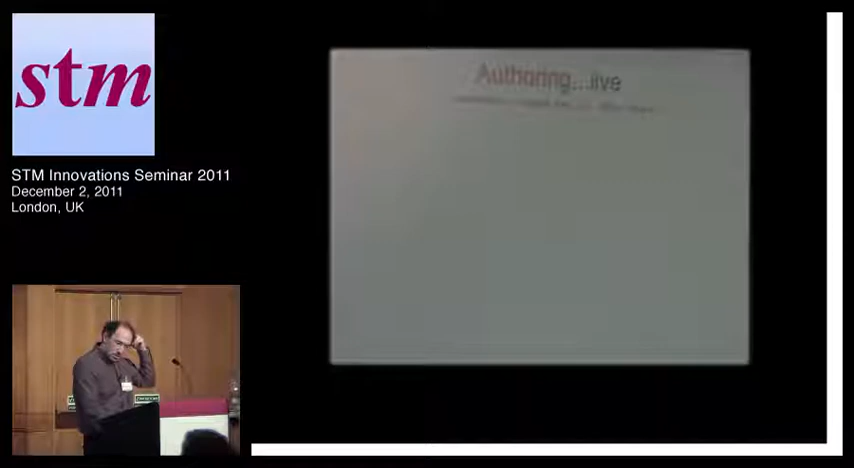 stm
STM Innovations Seminar 2011
December 2, 2011
London, UK
Authoring...live